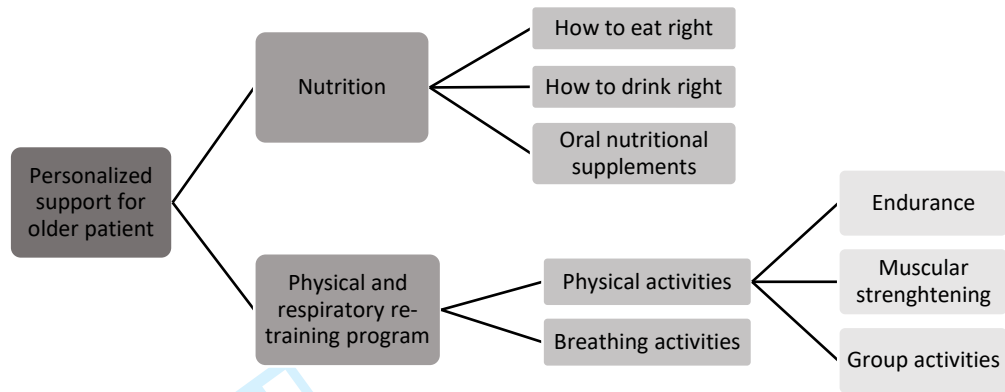 Personalized
support for
older patient
Nutrition
How to eat right
How to drink right
Oral nutritional
supplements
Physical and
respiratory re-
training program
Physical activities
Breathing activities
Endurance
Muscular
strenghtening
Group activities